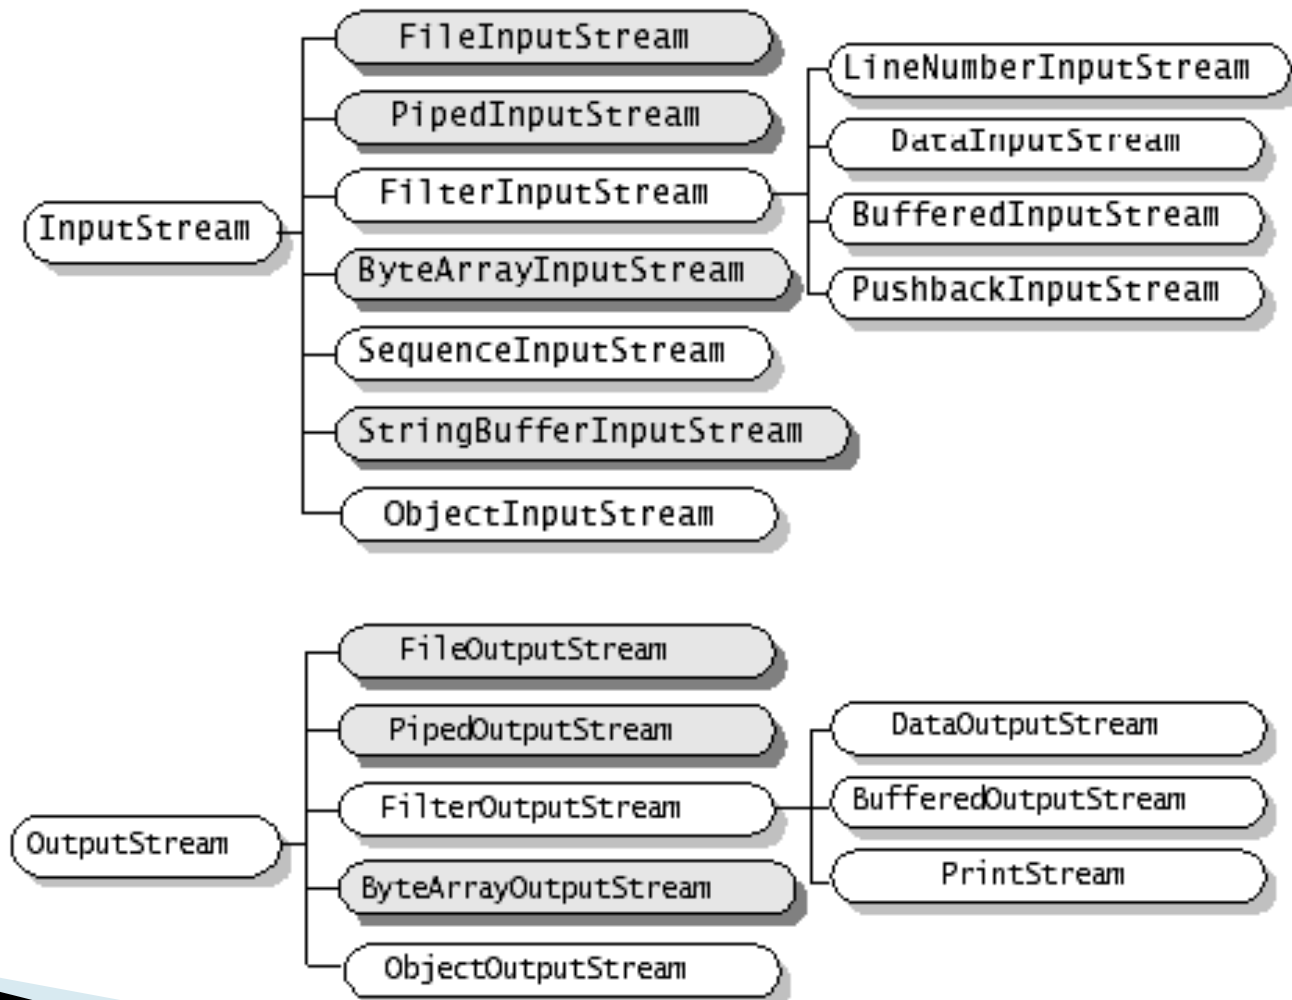 FileInputStream
LineNumberInputStream
PipedInputStream
DataInputStream
FilterInputStream
BufferedInputStream
InputStream
ByteArrayInputStream
PushbackInputStream
SequenceInputStream
StringBufferInputStream
ObjectInputStream
FileOutputStream
PipedOutputStream
DataOutputStream
FilterOutputStream
BufferedOutputStream
OutputStream
ByteArrayOutputStream
PrintStream
ObjectOutputStream